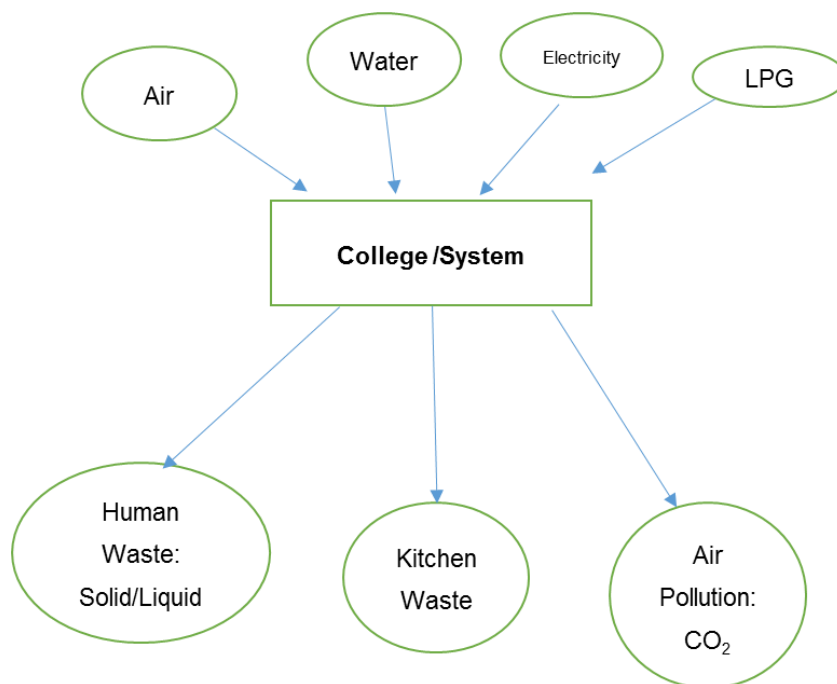 Air
Water
Electricity
LPG
College /System
Human
Waste:
Solid/Liquid
Kitchen
Waste
Air
Pollution:
CO₂